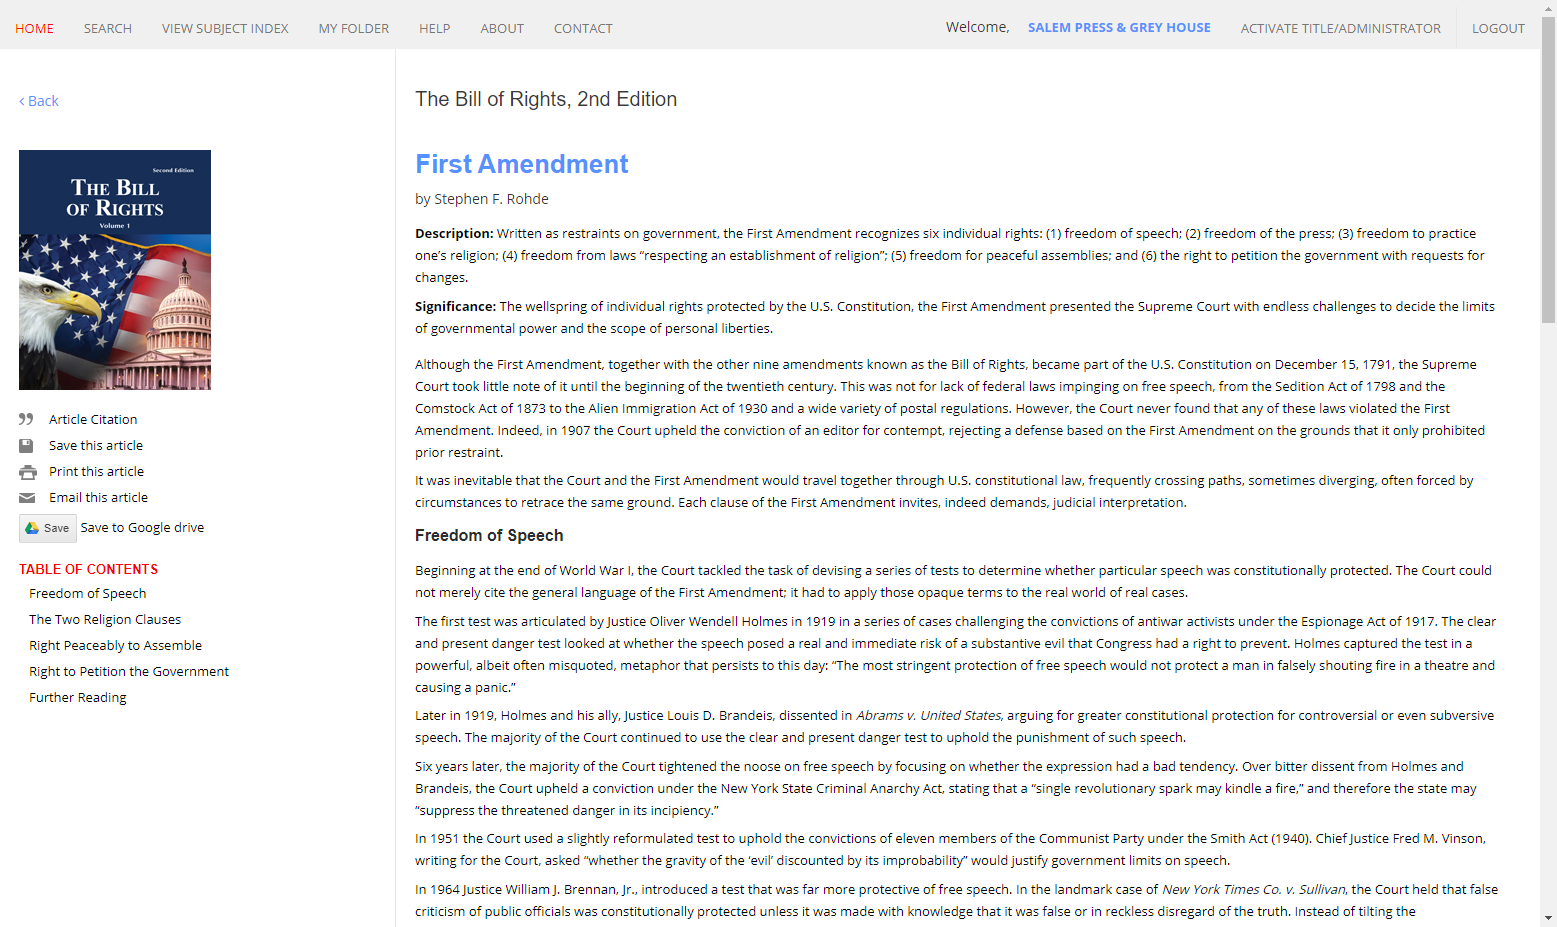 HOME SEARCH VIEW SUBJECT INDEX MY FOLDER HELP ABOUT CONTACT Welcome, SALEM PRESS & GREY HOUSE ACTIVATE TITLE/ADMINISTRATOR LOGOUT
< Back
Second Edition
THE BILL
OF RIGHTS
Volume 1
Article Citation
Save this article
Print this article
Email this article
Save Save to Google drive
TABLE OF CONTENTS
Freedom of Speech
The Two Religion Clauses
Right Peaceably to Assemble
Right to Petition the Government
Further Reading
The Bill of Rights, 2nd Edition
First Amendment
by Stephen F. Rohde
Description: Written as restraints on government, the First Amendment recognizes six individual rights: (1) freedom of speech; (2) freedom of the press; (3) freedom to practice
one’s religion; (4) freedom from laws “respecting an establishment of religion”; (5) freedom for peaceful assemblies; and (6) the right to petition the government with requests for
changes.
Significance: The wellspring of individual rights protected by the U.S. Constitution, the First Amendment presented the Supreme Court with endless challenges to decide the limits
of governmental power and the scope of personal liberties.
Although the First Amendment, together with the other nine amendments known as the Bill of Rights, became part of the U.S. Constitution on December 15, 1791, the Supreme
Court took little note of it until the beginning of the twentieth century. This was not for lack of federal laws impinging on free speech, from the Sedition Act of 1798 and the
Comstock Act of 1873 to the Alien Immigration Act of 1930 and a wide variety of postal regulations. However, the Court never found that any of these laws violated the First
Amendment. Indeed, in 1907 the Court upheld the conviction of an editor for contempt, rejecting a defense based on the First Amendment on the grounds that it only prohibited
prior restraint.
It was inevitable that the Court and the First Amendment would travel together through U.S. constitutional law, frequently crossing paths, sometimes diverging, often forced by
circumstances to retrace the same ground. Each clause of the First Amendment invites, indeed demands, judicial interpretation.
Freedom of Speech
Beginning at the end of World War I, the Court tackled the task of devising a series of tests to determine whether particular speech was constitutionally protected. The Court could
not merely cite the general language of the First Amendment; it had to apply those opaque terms to the real world of real cases.
The first test was articulated by Justice Oliver Wendell Holmes in 1919 in a series of cases challenging the convictions of antiwar activists under the Espionage Act of 1917. The clear
and present danger test looked at whether the speech posed a real and immediate risk of a substantive evil that Congress had a right to prevent. Holmes captured the test in a
powerful, albeit often misquoted, metaphor that persists to this day: “The most stringent protection of free speech would not protect a man in falsely shouting fire in a theatre and
causing a panic.”
Later in 1919, Holmes and his ally, Justice Louis D. Brandeis, dissented in Abrams v. United States, arguing for greater constitutional protection for controversial or even subversive
speech. The majority of the Court continued to use the clear and present danger test to uphold the punishment of such speech.
Six years later, the majority of the Court tightened the noose on free speech by focusing on whether the expression had a bad tendency. Over bitter dissent from Holmes and
Brandeis, the Court upheld a conviction under the New York State Criminal Anarchy Act, stating that a “single revolutionary spark may kindle a fire,” and therefore the state may
“suppress the threatened danger in its incipiency.”
In 1951 the Court used a slightly reformulated test to uphold the convictions of eleven members of the Communist Party under the Smith Act (1940). Chief Justice Fred M. Vinson,
writing for the Court, asked “whether the gravity of the ‘evil’ discounted by its improbability” would justify government limits on speech.
In 1964 Justice William J. Brennan, Jr., introduced a test that was far more protective of free speech. In the landmark case of New York Times Co. v. Sullivan, the Court held that false
criticism of public officials was constitutionally protected unless it was made with knowledge that it was false or in reckless disregard of the truth. Instead of tilting the